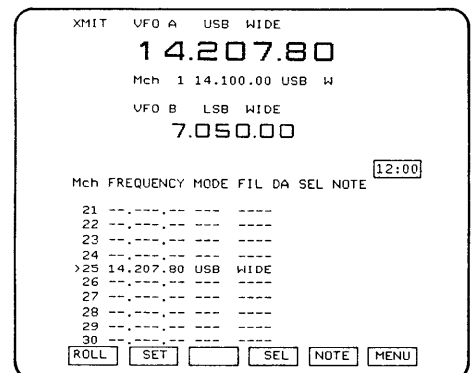 XMIT VFO A USB WIDE
14.207.80
Mch 1 14.100.00 USB W
VFO B LSB WIDE
7.050.00
12:00
Mch FREQUENCY MODE FIL DA SEL NOTE
21 --.---.-- --- ----
22 --.---.-- --- ----
23 --.---.-- --- ----
24 --.---.-- --- ----
>25 14.207.80 USB WIDE
26 --.---.-- --- ----
27 --.---.-- --- ----
28 --.---.-- --- ----
29 --.---.-- --- ----
30 --.---.-- --- ----
ROLL SET SEL NOTE MENU